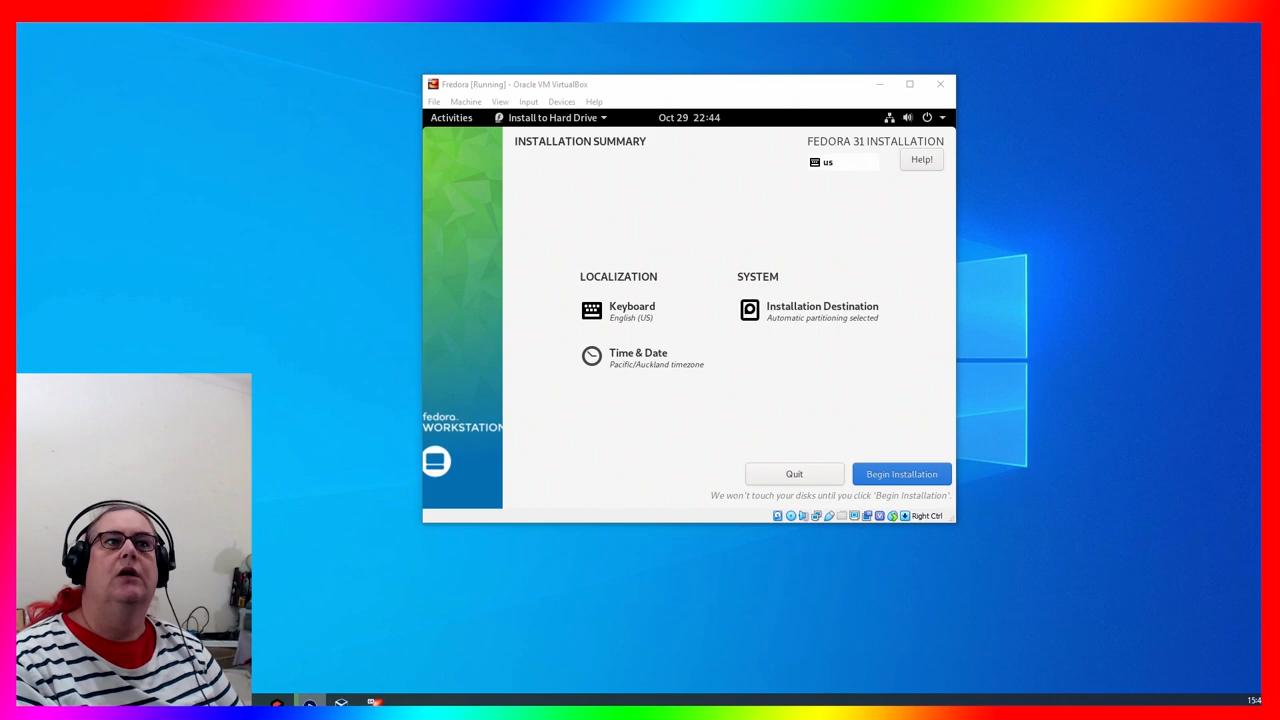 Fredora [Running] - Oracle VM VirtualBox
File Machine View Input Devices Help
Activities Install to Hard Drive Oct 29 22:44
INSTALLATION SUMMARY
FEDORA 31 INSTALLATION
us
Help!
LOCALIZATION
SYSTEM
Keyboard
English (US)
Installation Destination
Automatic partitioning selected
Time & Date
Pacific/Auckland timezone
fedora
WORKSTATION
Quit
Begin Installation
We won't touch your disks until you click 'Begin Installation'.
Right Ctrl
15:4